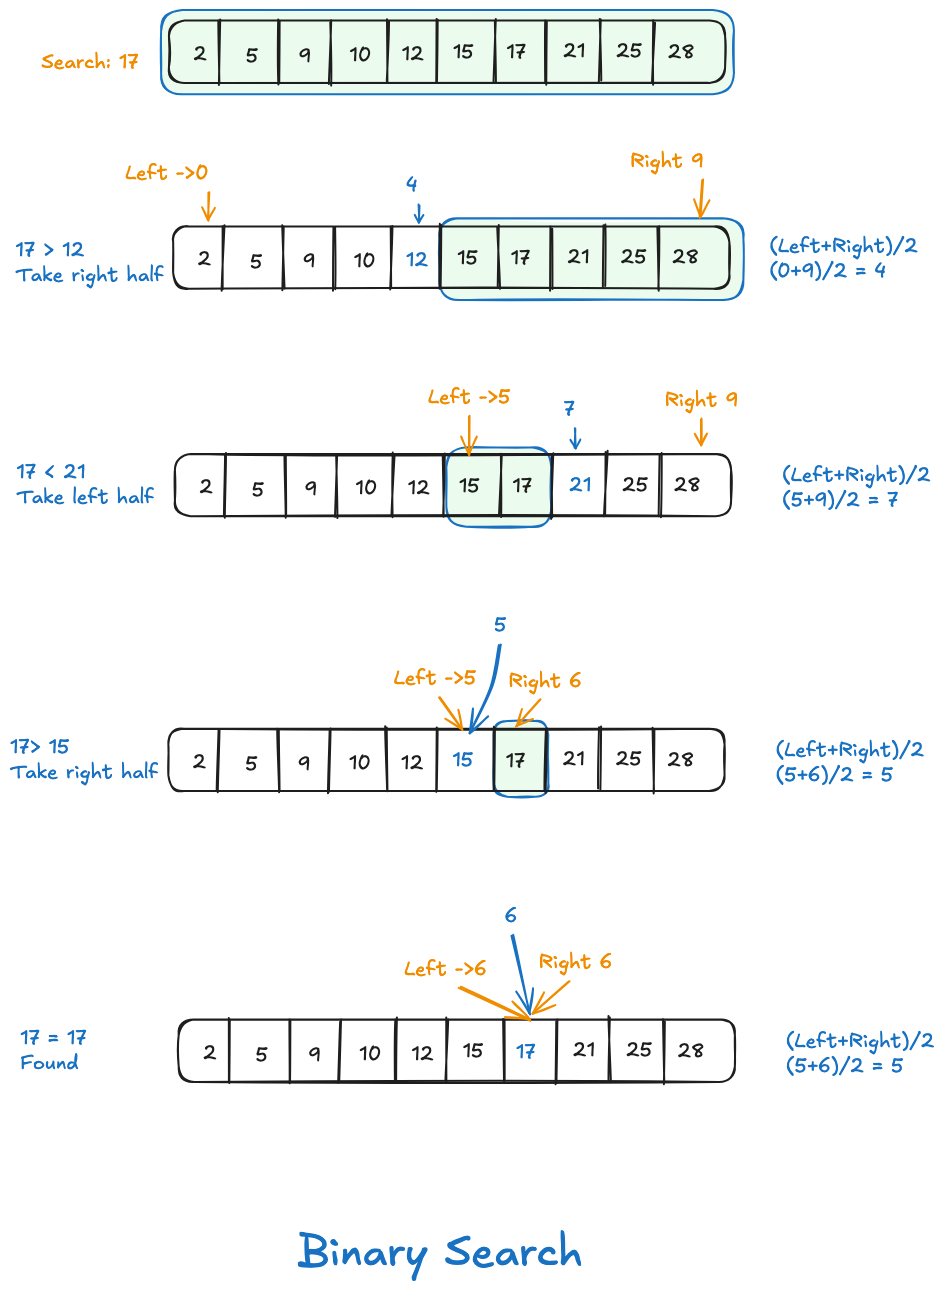 Search: 17
2 5 9 10 12 15 17 21 25 28
Left ->0
4
Right 9
17 > 12
Take right half
2 5 9 10 12 15 17 21 25 28
(Left+Right)/2
(0+9)/2 = 4
Left ->5
7
Right 9
17 < 21
Take left half
2 5 9 10 12 15 17 21 25 28
(Left+Right)/2
(5+9)/2 = 7
5
Left ->5
Right 6
17> 15
Take right half
2 5 9 10 12 15 17 21 25 28
(Left+Right)/2
(5+6)/2 = 5
6
Left ->6
Right 6
17 = 17
Found
2 5 9 10 12 15 17 21 25 28
(Left+Right)/2
(5+6)/2 = 5
Binary Search